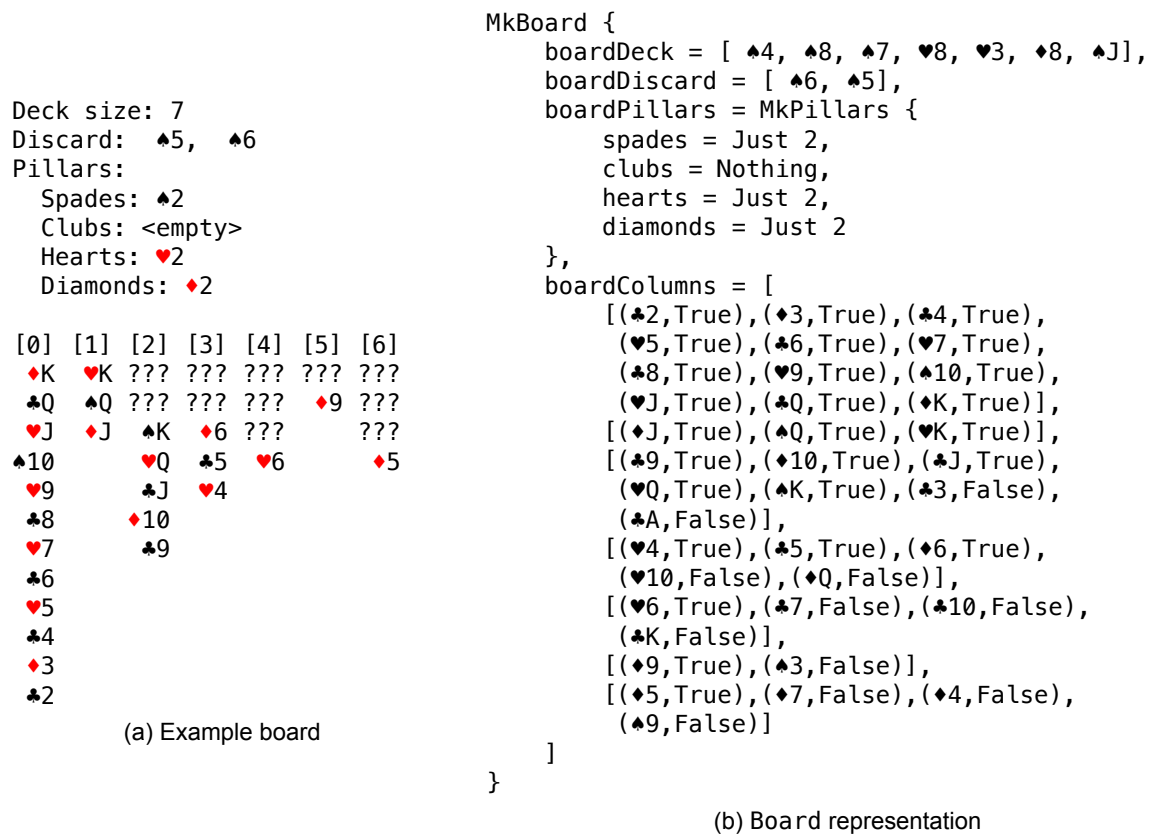 Deck size: 7
Discard:  ♠5,  ♠6
Pillars:
  Spades: ♠2
  Clubs: <empty>
  Hearts: ♥2
  Diamonds: ♦2
[0] [1] [2] [3] [4] [5] [6]
 ♦K  ♥K ??? ??? ??? ??? ???
 ♣Q  ♠Q ??? ??? ???  ♦9 ???
 ♥J  ♦J  ♠K  ♦6 ???     ???
♠10      ♥Q  ♣5  ♥6      ♦5
 ♥9      ♣J  ♥4
 ♣8     ♦10
 ♥7      ♣9
 ♣6
 ♥5
 ♣4
 ♦3
 ♣2
(a) Example board
MkBoard {
    boardDeck = [ ♠4, ♠8, ♠7, ♥8, ♥3, ♦8, ♠J],
    boardDiscard = [ ♠6, ♠5],
    boardPillars = MkPillars {
        spades = Just 2,
        clubs = Nothing,
        hearts = Just 2,
        diamonds = Just 2
    },
    boardColumns = [
        [(♣2,True),(♦3,True),(♣4,True),
         (♥5,True),(♣6,True),(♥7,True),
         (♣8,True),(♥9,True),(♠10,True),
         (♥J,True),(♣Q,True),(♦K,True)],
        [(♦J,True),(♠Q,True),(♥K,True)],
        [(♣9,True),(♦10,True),(♣J,True),
         (♥Q,True),(♠K,True),(♣3,False),
         (♣A,False)],
        [(♥4,True),(♣5,True),(♦6,True),
         (♥10,False),(♦Q,False)],
        [(♥6,True),(♣7,False),(♣10,False),
         (♣K,False)],
        [(♦9,True),(♠3,False)],
        [(♦5,True),(♦7,False),(♦4,False),
         (♠9,False)]
    ]
}
(b) Board representation